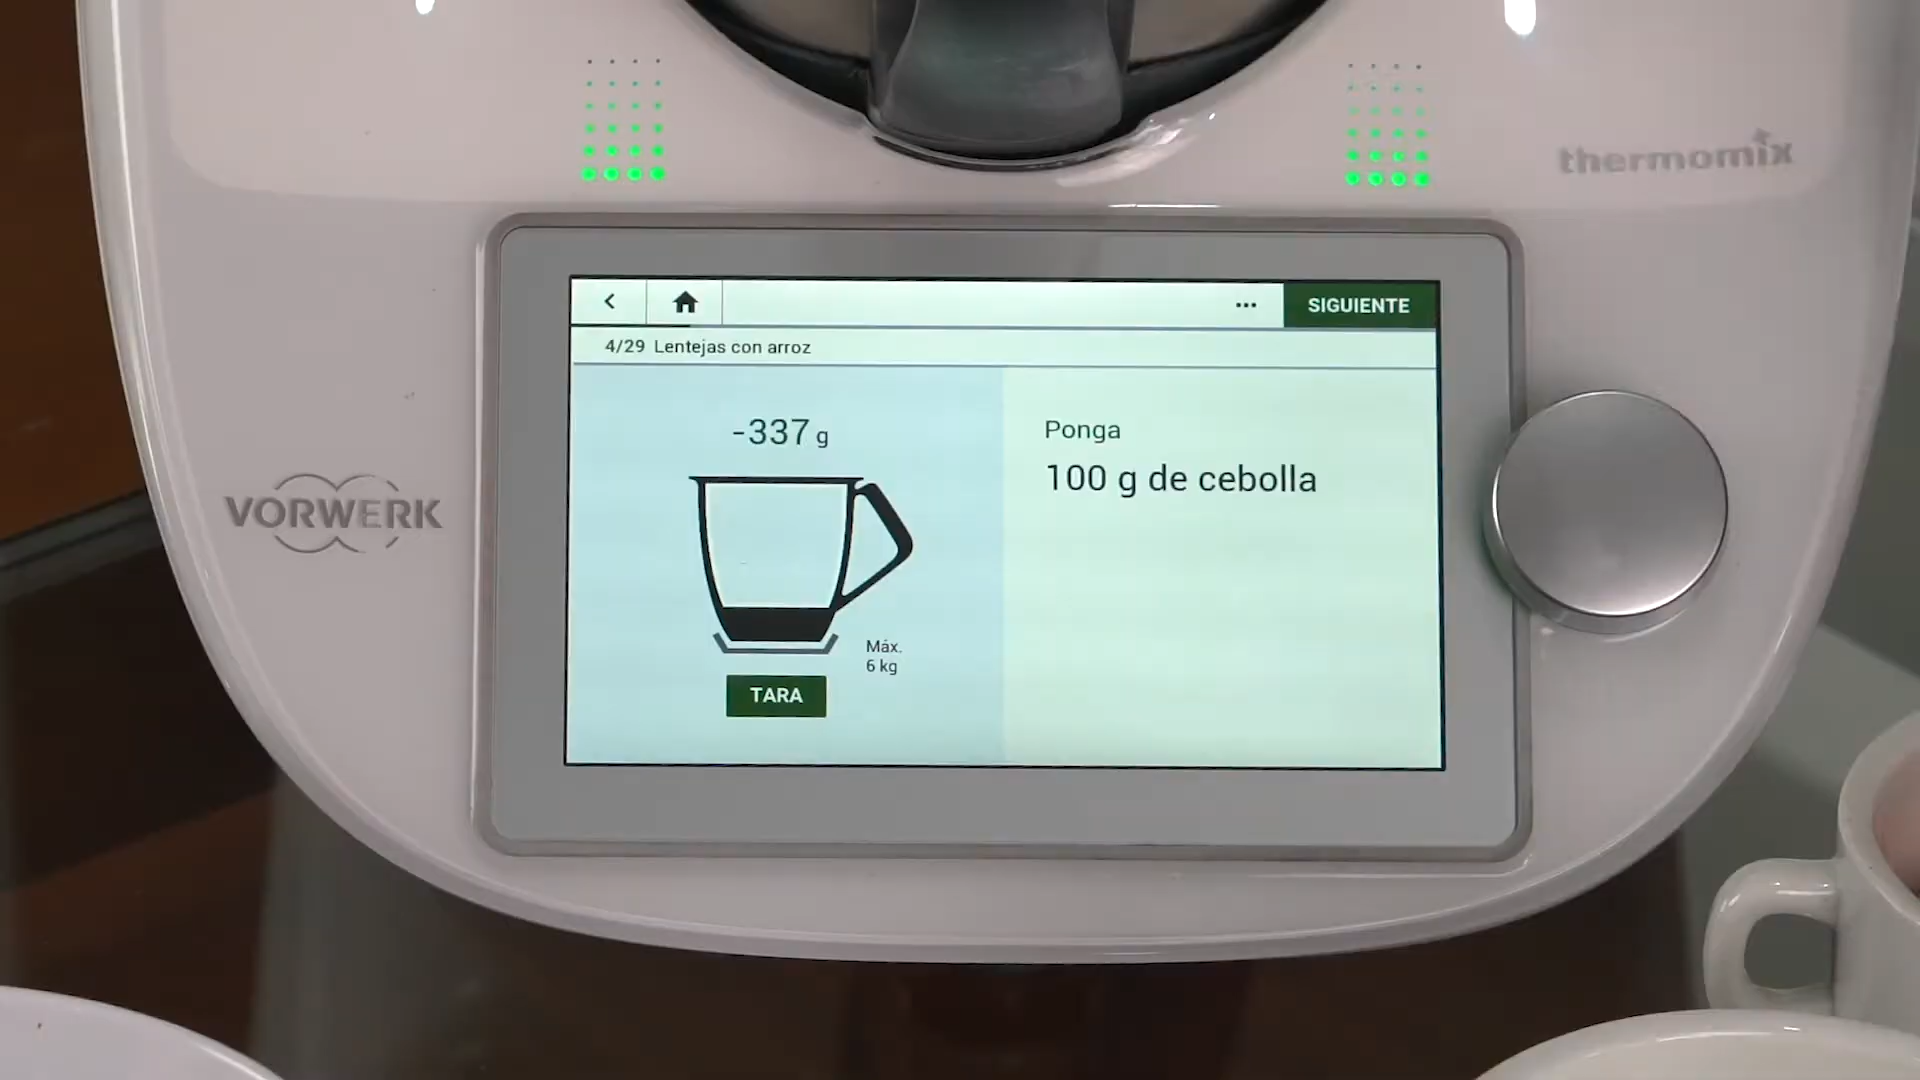 thermomix
SIGUIENTE
4/29 Lentejas con arroz
-337 g
Ponga
100 g de cebolla
VORWERK
Máx.
6 kg
TARA